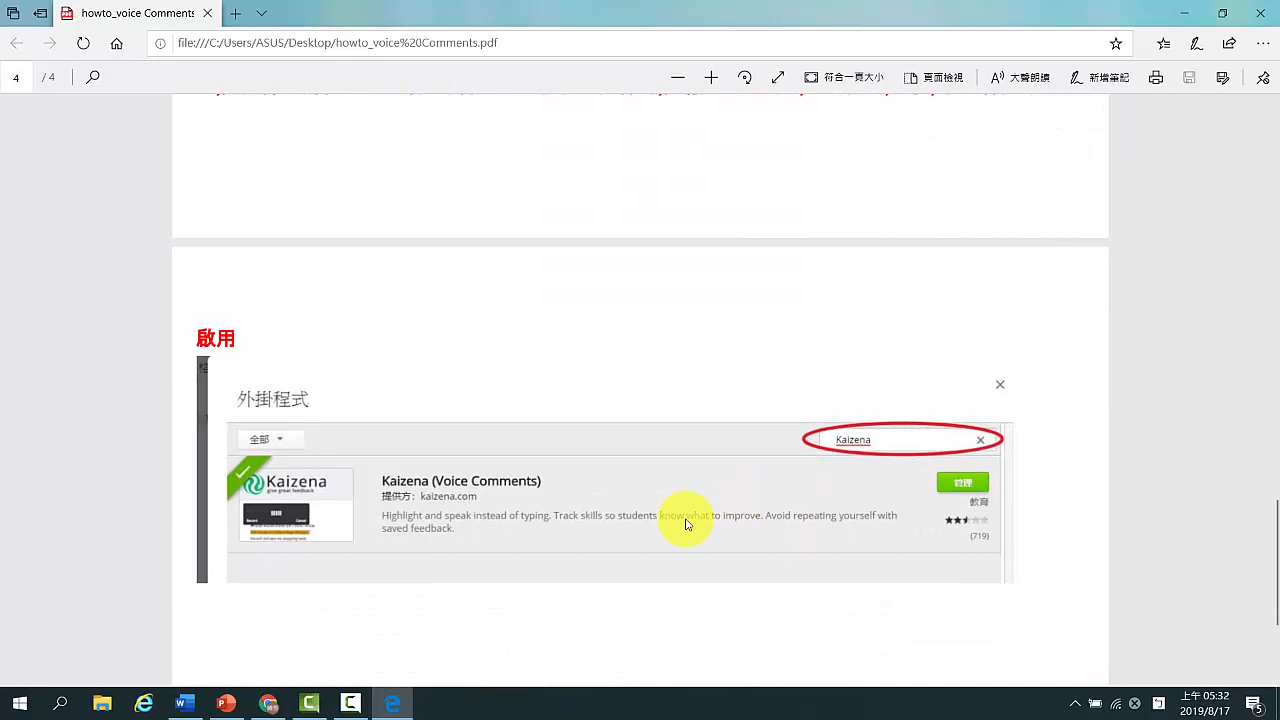 howto_voice Comments
file:///C:/Users/ASUS/Desktop/howto_voice%20Comments.pdf
4 / 4
符合一頁大小
頁面檢視
大聲朗讀
新增筆記
啟用
外掛程式
全部
Kaizena
Kaizena
give great feedback
Kaizena (Voice Comments)
提供方：kaizena.com
Highlight and speak instead of typing. Track skills so students know what to improve. Avoid repeating yourself with
saved feedback.
管理
教育
(719)
上午 05:32
2019/8/17